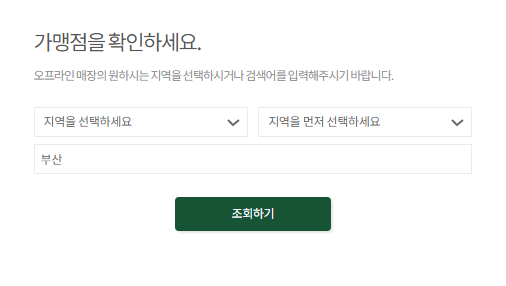 가맹점을 확인하세요.
오프라인 매장의 원하시는 지역을 선택하시거나 검색어를 입력해주시기 바랍니다.
지역을 선택하세요 지역을 먼저 선택하세요
부산
조회하기